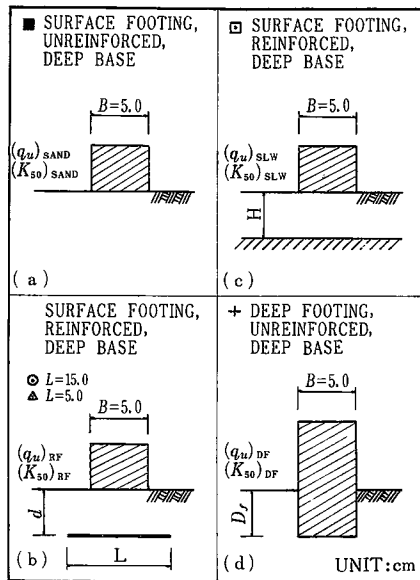 ■ SURFACE FOOTING,
UNREINFORCED,
DEEP BASE
B=5.0
(qu)SAND
(K50)SAND
(a)
⊡ SURFACE FOOTING,
REINFORCED,
DEEP BASE
B=5.0
(qu)SLW
(K50)SLW
H
(c)
SURFACE FOOTING,
REINFORCED,
DEEP BASE
⊙ L=15.0
△ L=5.0
B=5.0
(qu)RF
(K50)RF
d
(b)
L
+ DEEP FOOTING,
UNREINFORCED,
DEEP BASE
B=5.0
(qu)DF
(K50)DF
Df
(d)
UNIT:cm